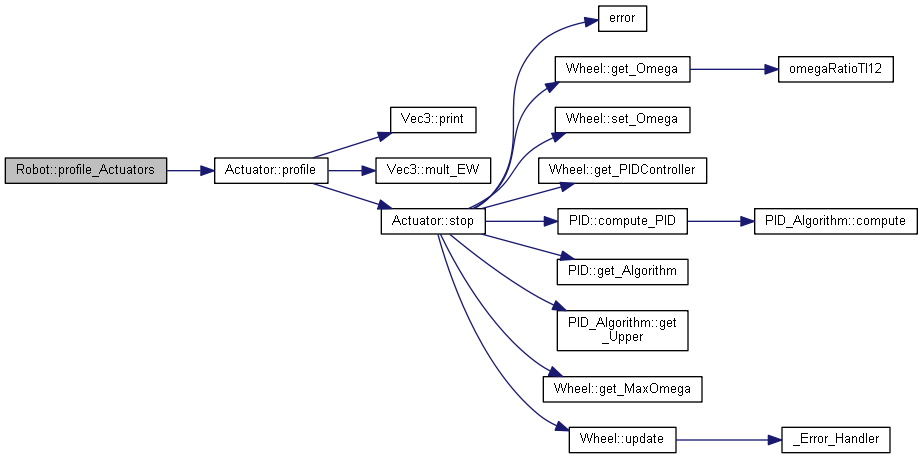 error
Wheel::get_Omega
omegaRatioTI12
Vec3::print
Wheel::set_Omega
Robot::profile_Actuators
Actuator::profile
Vec3::mult_EW
Wheel::get_PIDController
Actuator::stop
PID::compute_PID
PID_Algorithm::compute
PID::get_Algorithm
PID_Algorithm::get
_Upper
Wheel::get_MaxOmega
Wheel::update
_Error_Handler